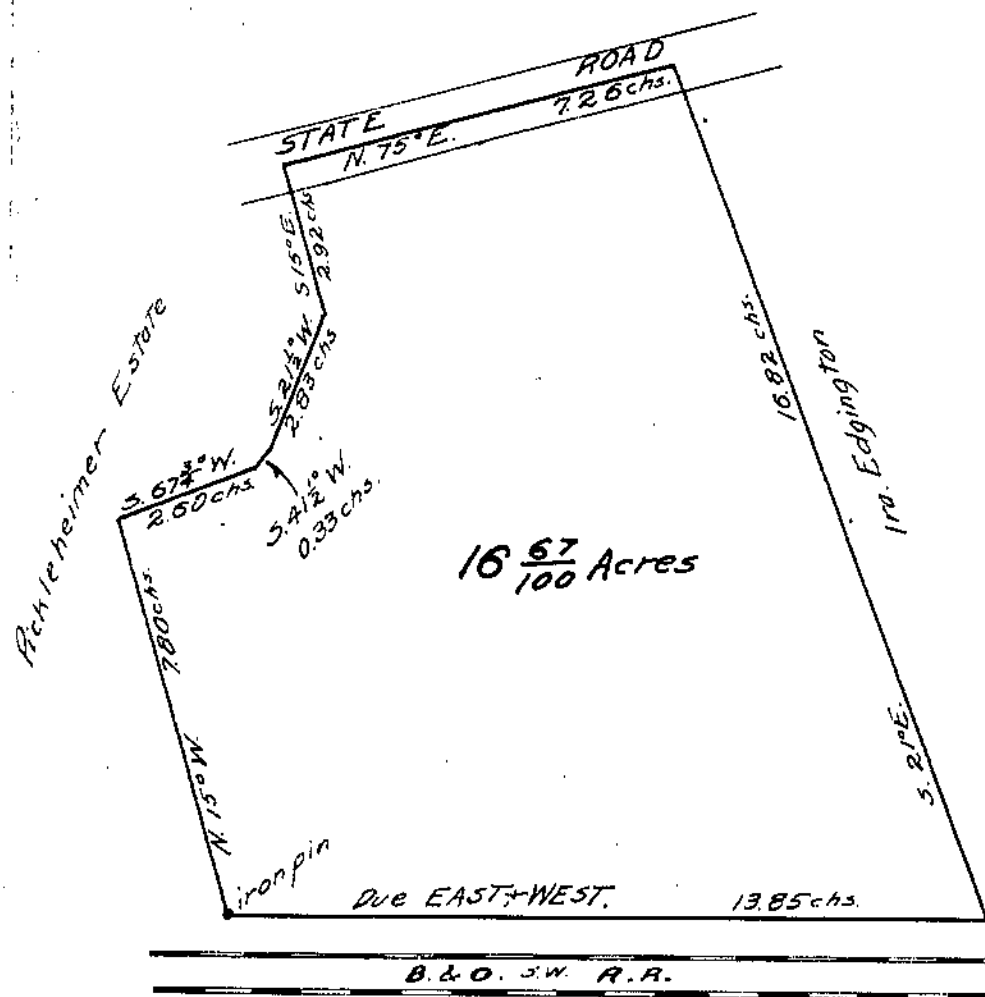 STATE ROAD
N. 75° E. 7.26 chs.
S 15° E.
2.92 chs
S. 21½° W.
2.83 chs
S. 41½° W.
0.33 chs.
S. 67¾° W.
2.60 chs.
Pickleheimer Estate
16.82 chs.
S. 21° E.
Ira. Edgington
16 67/100 Acres
7.80 chs.
N. 15° W.
iron pin
Due EAST & WEST. 13.85 chs.
B. & O. S.W. R.R.